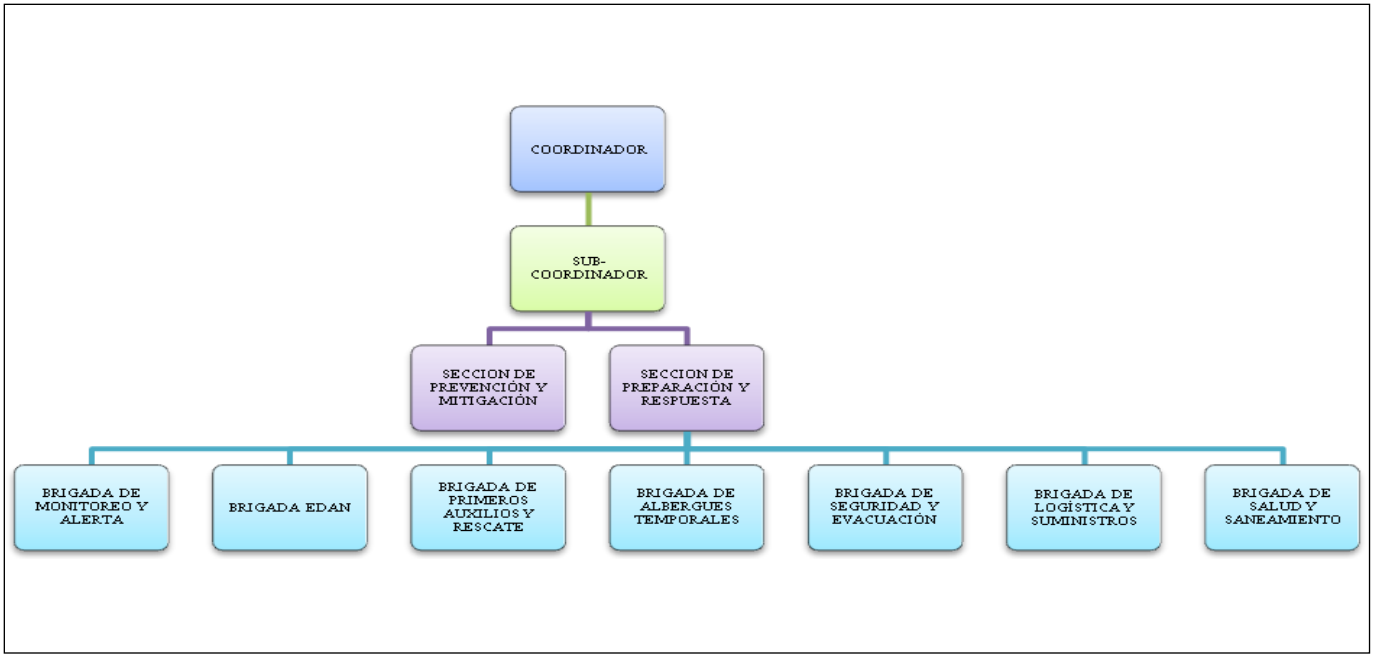 COORDINADOR
SUB-
COORDINADOR
SECCION DE
PREVENCIÓN Y
MITIGACIÓN
SECCION DE
PREPARACIÓN Y
RESPUESTA
BRIGADA DE
MONITOREO Y
ALERTA
BRIGADA EDAN
BRIGADA DE
PRIMEROS
AUXILIOS Y
RESCATE
BRIGADA DE
ALBERGUES
TEMPORALES
BRIGADA DE
SEGURIDAD Y
EVACUACIÓN
BRIGADA DE
LOGÍSTICA Y
SUMINISTROS
BRIGADA DE
SALUD Y
SANEAMIENTO